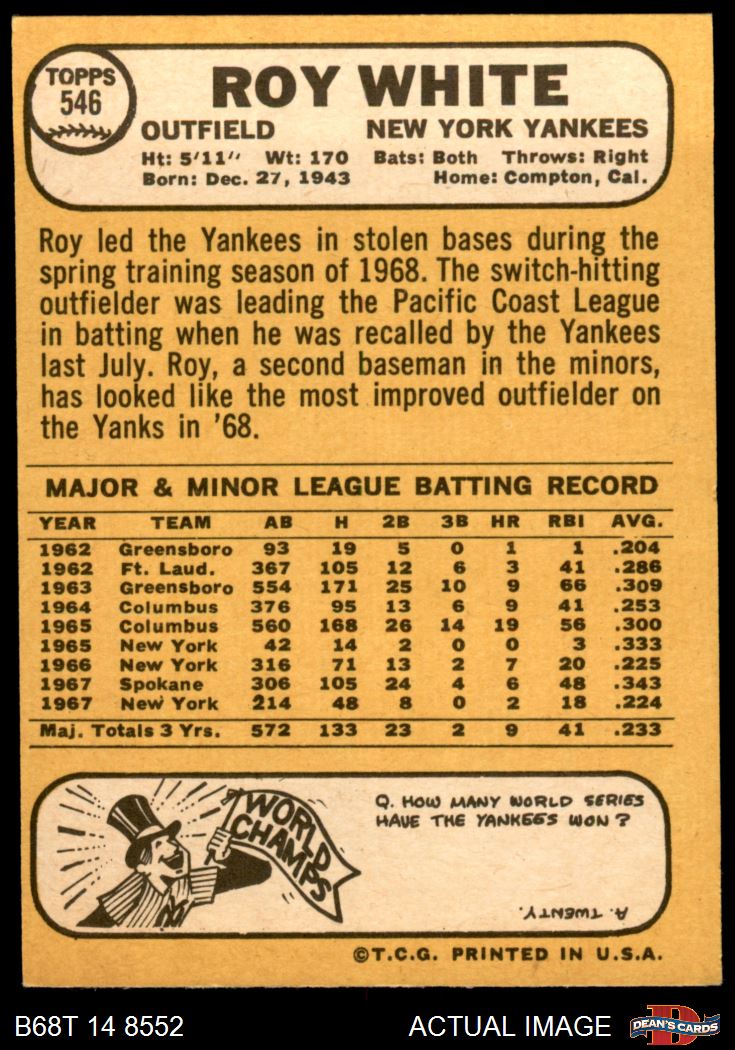 TOPPS
546
ROY WHITE
OUTFIELD NEW YORK YANKEES
Ht: 5'11" Wt: 170 Bats: Both Throws: Right
Born: Dec. 27, 1943 Home: Compton, Cal.
Roy led the Yankees in stolen bases during the
spring training season of 1968. The switch-hitting
outfielder was leading the Pacific Coast League
in batting when he was recalled by the Yankees
last July. Roy, a second baseman in the minors,
has looked like the most improved outfielder on
the Yanks in '68.
MAJOR & MINOR LEAGUE BATTING RECORD
YEAR TEAM AB H 2B 3B HR RBI AVG.
1962 Greensboro 93 19 5 0 1 1 .204
1962 Ft. Laud. 367 105 12 6 3 41 .286
1963 Greensboro 554 171 25 10 9 66 .309
1964 Columbus 376 95 13 6 9 41 .253
1965 Columbus 560 168 26 14 19 56 .300
1965 New York 42 14 2 0 0 3 .333
1966 New York 316 71 13 2 7 20 .225
1967 Spokane 306 105 24 4 6 48 .343
1967 New York 214 48 8 0 2 18 .224
Maj. Totals 3 Yrs. 572 133 23 2 9 41 .233
WORLD
CHAMPS
Q. HOW MANY WORLD SERIES
HAVE THE YANKEES WON?
A. TWENTY.
©T.C.G. PRINTED IN U.S.A.
B68T 14 8552 ACTUAL IMAGE
D
DEAN'S CARDS